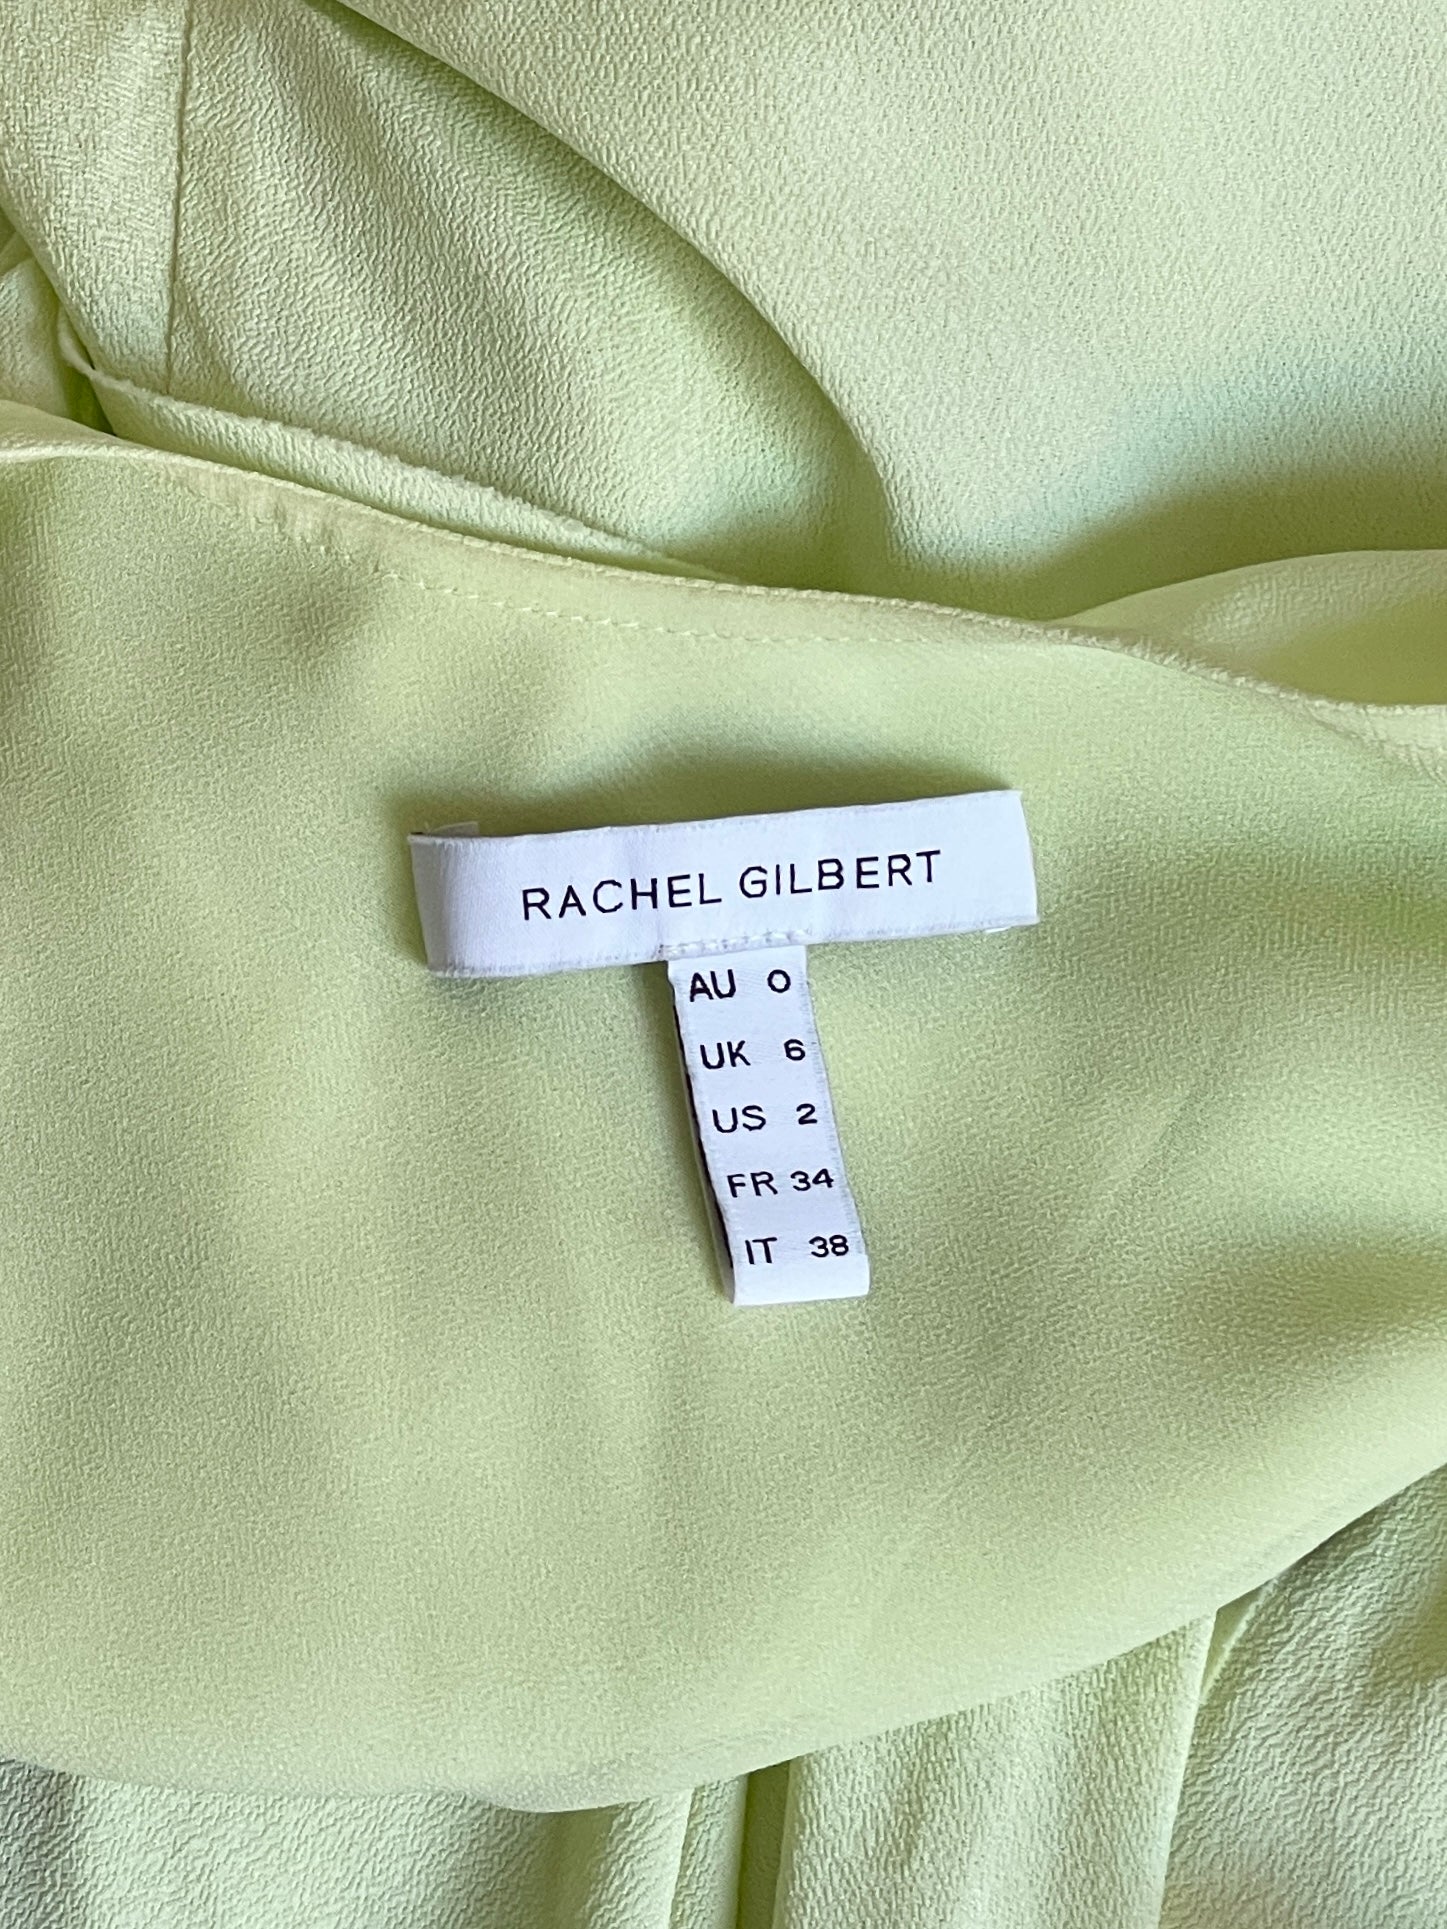 RACHEL GILBERT
AU 0
UK 6
US 2
FR 34
IT 38